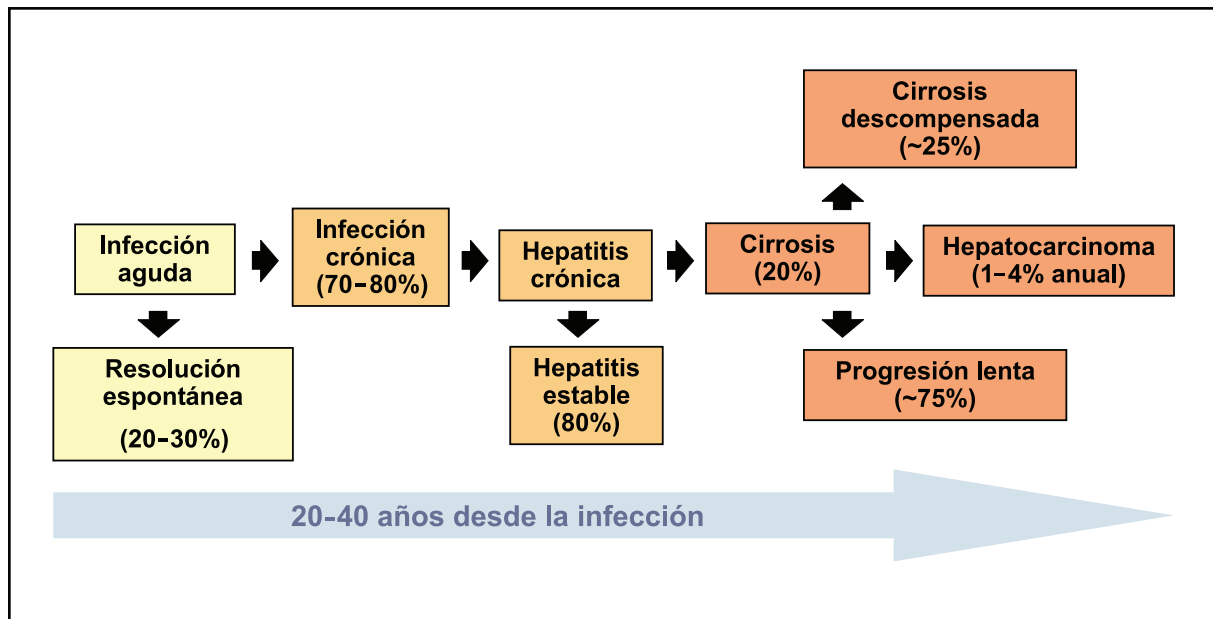 Infección
aguda
Resolución
espontánea
(20–30%)
Infección
crónica
(70–80%)
Hepatitis
crónica
Hepatitis
estable
(80%)
Cirrosis
(20%)
Cirrosis
descompensada
(~25%)
Hepatocarcinoma
(1–4% anual)
Progresión lenta
(~75%)
20–40 años desde la infección